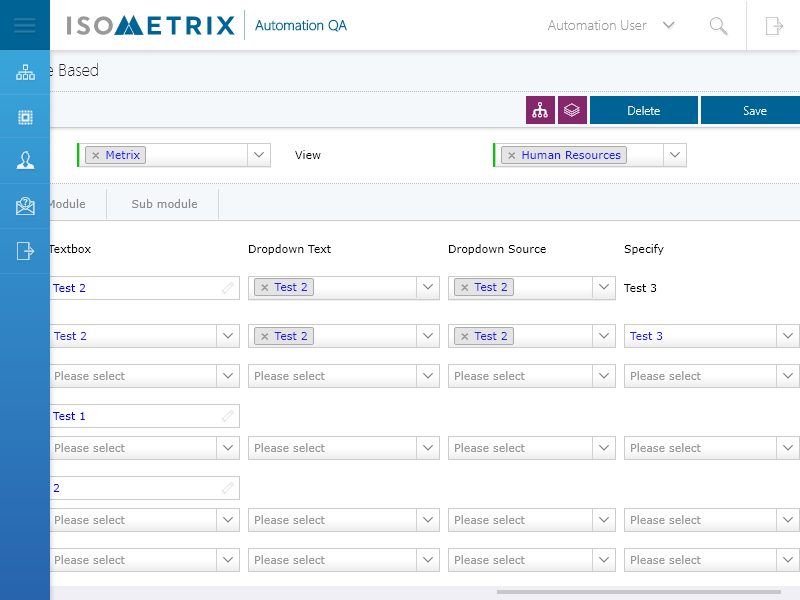 ISOMETRIX Automation QA Automation User
e Based
Delete Save
× Metrix View × Human Resources
Module Sub module
Textbox Dropdown Text Dropdown Source Specify
Test 2 × Test 2 × Test 2 Test 3
Test 2 × Test 2 × Test 2 Test 3
Please select Please select Please select Please select
Test 1
Please select Please select Please select Please select
2
Please select Please select Please select Please select
Please select Please select Please select Please select